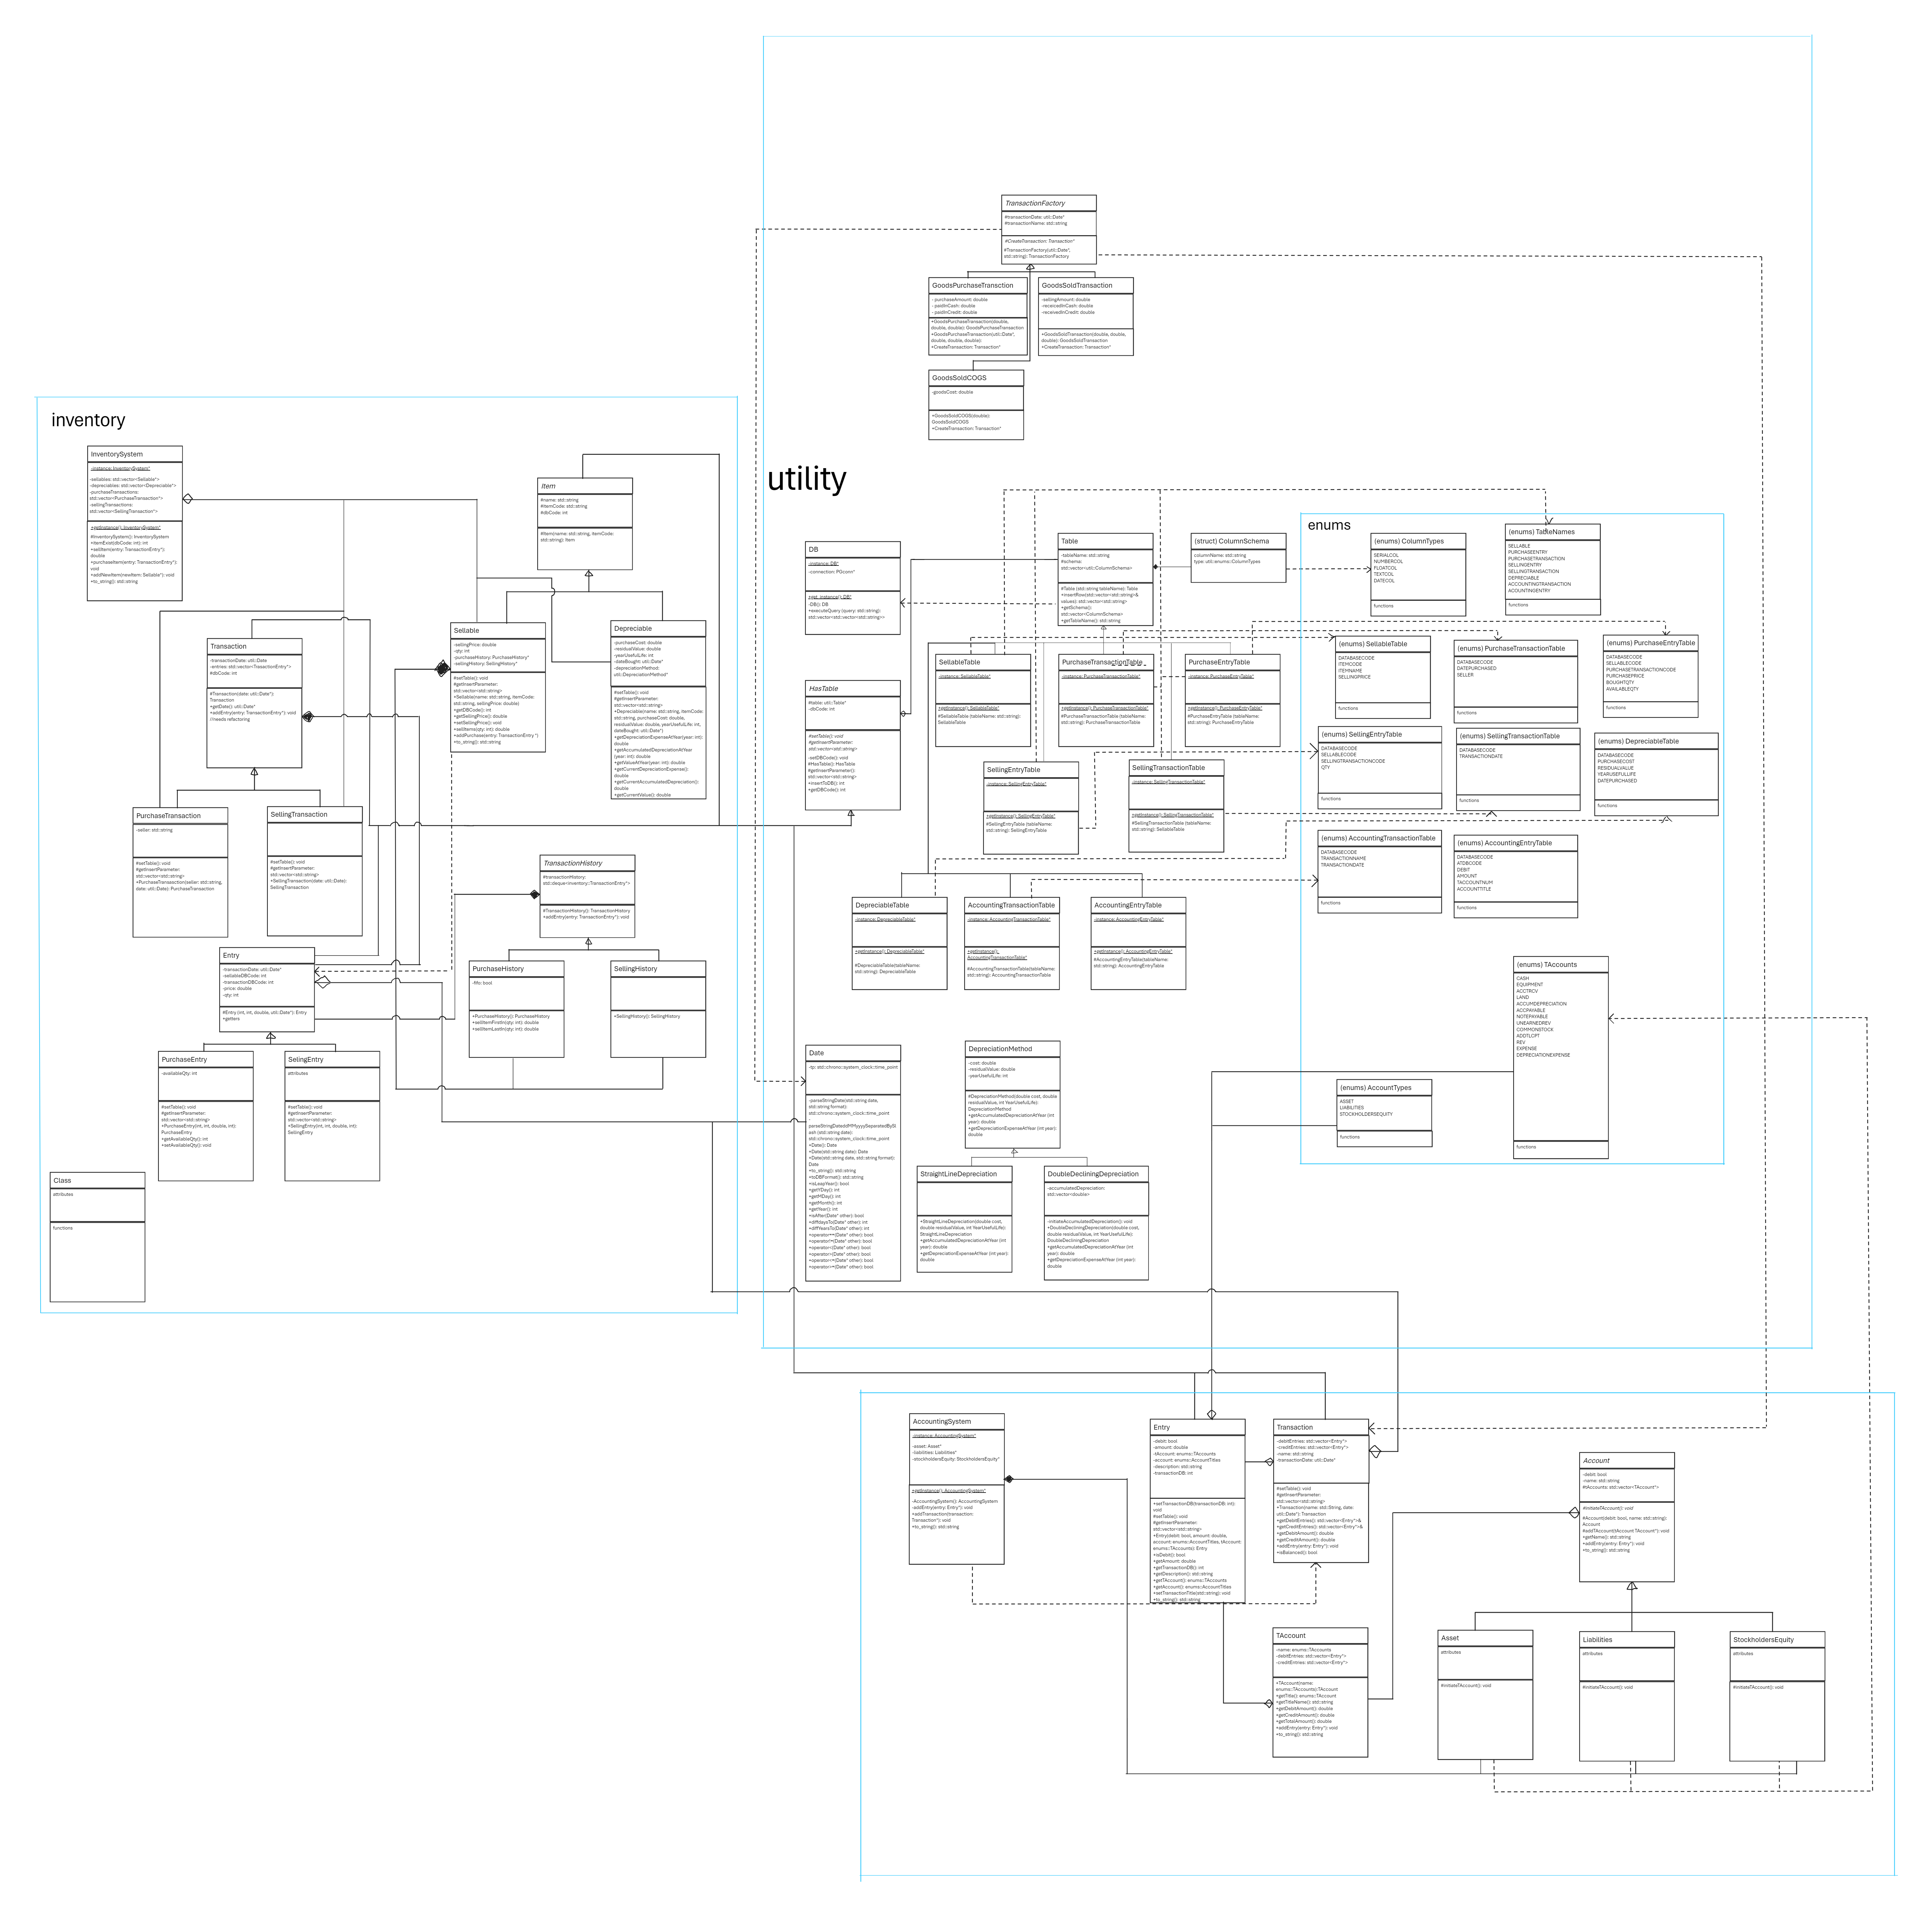 TransactionFactory
#transactionDate: util::Date*
#transactionName: std::string
#CreateTransaction: Transaction*
#TransactionFactory(util::Date*,
std::string): TransactionFactory
GoodsPurchaseTransction
- purchaseAmount: double
- paidInCash: double
- paidInCredit: double
+GoodsPurchaseTransaction(double,
double, double): GoodsPurchaseTransaction
+GoodsPurchaseTransaction(util::Date*,
double, double, double):
+CreateTransaction: Transaction*
GoodsSoldTransaction
-sellingAmount: double
-receivedInCash: double
-receivedInCredit: double
+GoodsSoldTransaction(double, double,
double): GoodsSoldTransaction
+CreateTransaction: Transaction*
GoodsSoldCOGS
-goodsCost: double
+GoodsSoldCOGS(double):
GoodsSoldCOGS
+CreateTransaction: Transaction*
inventory
InventorySystem
-instance: InventorySystem*
-sellables: std::vector<Sellable*>
-depreciables: std::vector<Depreciable*>
-purchaseTransactions:
std::vector<PurchaseTransaction*>
-sellingTransactions:
std::vector<SellingTransaction*>
+getInstance(): InventorySystem*
#InventorySystem(): InventorySystem
+itemExist(dbCode: int): int
+sellItem(entry: TransactionEntry*):
double
+purchaseItem(entry: TransactionEntry*):
void
+addNewItem(newItem: Sellable*): void
+to_string(): std::string
Item
#name: std::string
#itemCode: std::string
#dbCode: int
#Item(name: std::string, itemCode:
std::string): Item
Transaction
-transactionDate: util::Date
-entries: std::vector<TransactionEntry*>
#dbCode: int
#Transaction(date: util::Date*):
Transaction
+getDate(): util::Date*
+addEntry(entry: TransactionEntry*): void
//needs refactoring
Sellable
-sellingPrice: double
-qty: int
-purchaseHistory: PurchaseHistory*
-sellingHistory: SellingHistory*
#setTable(): void
#getInsertParameter:
std::vector<std::string>
+Sellable(name: std::string, itemCode:
std::string, sellingPrice: double)
+getDBCode(): int
+getSellingPrice(): double
+setSellingPrice(): void
+sellItems(qty: int): double
+addPurchase(entry: TransactionEntry*)
+to_string(): std::string
Depreciable
-purchaseCost: double
-residualValue: double
-yearUsefulLife: int
-dateBought: util::Date*
-depreciationMethod:
util::DepreciationMethod*
#setTable(): void
#getInsertParameter:
std::vector<std::string>
+Depreciable(name: std::string, itemCode:
std::string, purchaseCost: double,
residualValue: double, yearUsefulLife: int,
dateBought: util::Date*)
+getDepreciationExpenseAtYear(year: int):
double
+getAccumulatedDepreciationAtYear
(year: int): double
+getValueAtYear(year: int): double
+getCurrentDepreciationExpense():
double
+getCurrentAccumulatedDepreciation():
double
+getCurrentValue(): double
PurchaseTransaction
-seller: std::string
#setTable(): void
#getInsertParameter:
std::vector<std::string>
+PurchaseTransaction(seller: std::string,
date: util::Date): PurchaseTransaction
SellingTransaction
#setTable(): void
#getInsertParameter:
std::vector<std::string>
+SellingTransaction(date: util::Date):
SellingTransaction
TransactionHistory
#transactionHistory:
std::deque<inventory::TransactionEntry*>
#TransactionHistory(): TransactionHistory
+addEntry(entry: TransactionEntry*): void
PurchaseHistory
-fifo: bool
+PurchaseHistory(): PurchaseHistory
+sellItemFirstIn(qty: int): double
+sellItemLastIn(qty: int): double
SellingHistory
+SellingHistory(): SellingHistory
Entry
-transactionDate: util::Date*
-sellableDBCode: int
-transactionDBCode: int
-price: double
-qty: int
#Entry (int, int, double, util::Date*): Entry
+getters
PurchaseEntry
-availableQty: int
#setTable(): void
#getInsertParameter:
std::vector<std::string>
+PurchaseEntry(int, int, double, int):
PurchaseEntry
+getAvailableQty(): int
+setAvailableQty(): void
SelingEntry
attributes
#setTable(): void
#getInsertParameter:
std::vector<std::string>
+SellingEntry(int, int, double, int):
SellingEntry
Class
attributes
functions
utility
DB
-instance: DB*
-connection: PGconn*
+get_instance(): DB*
-DB(): DB
+executeQuery (query: std::string):
std::vector<std::vector<std::string>>
HasTable
#table: util::Table*
-dbCode: int
#setTable(): void
#getInsertParameter:
std::vector<std::string>
-setDBCode(): void
#HasTable(): HasTable
#getInsertParameter():
std::vector<std::string>
+insertToDB(): int
+getDBCode(): int
Table
-tableName: std::string
#schema:
std::vector<util::ColumnSchema>
#Table (std::string tableName): Table
+insertRow(std::vector<std::string>&
values): std::vector<std::string>
+getSchema():
std::vector<ColumnSchema>
+getTableName(): std::string
(struct) ColumnSchema
columnName: std::string
type: util::enums::ColumnTypes
SellableTable
-instance: SellableTable*
+getInstance(): SellableTable*
#SellableTable (tableName: std::string):
SellableTable
PurchaseTransactionTable
-instance: PurchaseTransactionTable*
+getInstance(): PurchaseTransactionTable*
#PurchaseTransactionTable (tableName:
std::string): PurchaseTransactionTable
PurchaseEntryTable
-instance: PurchaseEntryTable*
+getInstance(): PurchaseEntryTable*
#PurchaseEntryTable (tableName:
std::string): PurchaseEntryTable
SellingEntryTable
-instance: SellingEntryTable*
+getInstance(): SellingEntryTable*
#SellingEntryTable (tableName:
std::string): SellingEntryTable
SellingTransactionTable
-instance: SellingTransactionTable*
+getInstance(): SellingTransactionTable*
#SellingTransactionTable (tableName:
std::string): SellableTable
DepreciableTable
-instance: DepreciableTable*
+getInstance(): DepreciableTable*
#DepreciableTable(tableName:
std::string): DepreciableTable
AccountingTransactionTable
-instance: AccountingTransactionTable*
+getInstance():
AccountingTransactionTable*
#AccountingTransactionTable(tableName:
std::string): AccountingTransactionTable
AccountingEntryTable
-instance: AccountingEntryTable*
+getInstance(): AccountingEntryTable*
#AccountingEntryTable(tableName:
std::string): AccountingEntryTable
Date
-tp: std::chrono::system_clock::time_point
-parseStringDate(std::string date,
std::string format):
std::chrono::system_clock::time_point
-
parseStringDateddMMyyyySeparatedBySl
ash (std::string date):
std::chrono::system_clock::time_point
+Date(): Date
+Date(std::string date): Date
+Date(std::string date, std::string format):
Date
+to_string(): std::string
+toDBFormat(): std::string
+isLeapYear(): bool
+getYDay(): int
+getMDay(): int
+getMonth(): int
+getYear(): int
+isAfter(Date* other): bool
+diffdaysTo(Date* other): int
+diffYearsTo(Date* other): int
+operator==(Date* other): bool
+operator!=(Date* other): bool
+operator<(Date* other): bool
+operator>(Date* other): bool
+operator<=(Date* other): bool
+operator>=(Date* other): bool
DepreciationMethod
-cost: double
-residualValue: double
-yearUsefulLife: int
#DepreciationMethod(double cost, double
residualValue, int YearUsefulLife):
DepreciationMethod
+getAccumulatedDepreciationAtYear (int
year): double
+getDepreciationExpenseAtYear (int year):
double
StraightLineDepreciation
+StraightLineDepreciation(double cost,
double residualValue, int YearUsefulLife):
StraightLineDepreciation
+getAccumulatedDepreciationAtYear (int
year): double
+getDepreciationExpenseAtYear (int year):
double
DoubleDecliningDepreciation
-accumulatedDepreciation:
std::vector<double>
-initiateAccumulatedDepreciation(): void
+DoubleDecliningDepreciation(double cost,
double residualValue, int YearUsefulLife):
DoubleDecliningDepreciation
+getAccumulatedDepreciationAtYear (int
year): double
+getDepreciationExpenseAtYear (int year):
double
enums
(enums) ColumnTypes
SERIALCOL
NUMBERCOL
FLOATCOL
TEXTCOL
DATECOL
functions
(enums) TableNames
SELLABLE
PURCHASEENTRY
PURCHASETRANSACTION
SELLINGENTRY
SELLINGTRANSACTION
DEPRECIABLE
ACCOUNTINGTRANSACTION
ACOUNTINGENTRY
functions
(enums) SellableTable
DATABASECODE
ITEMCODE
ITEMNAME
SELLINGPRICE
functions
(enums) PurchaseTransactionTable
DATABASECODE
DATEPURCHASED
SELLER
functions
(enums) PurchaseEntryTable
DATABASECODE
SELLABLECODE
PURCHASETRANSACTIONCODE
PURCHASEPRICE
BOUGHTQTY
AVAILABLEQTY
functions
(enums) SellingEntryTable
DATABASECODE
SELLABLECODE
SELLINGTRANSACTIONCODE
QTY
functions
(enums) SellingTransactionTable
DATABASECODE
TRANSACTIONDATE
functions
(enums) DepreciableTable
DATABASECODE
PURCHASECOST
RESIDUALVALUE
YEARUSEFULLIFE
DATEPURCHASED
functions
(enums) AccountingTransactionTable
DATABASECODE
TRANSACTIONNAME
TRANSACTIONDATE
functions
(enums) AccountingEntryTable
DATABASECODE
ATDBCODE
DEBIT
AMOUNT
TACCOUNTNUM
ACCOUNTTITLE
functions
(enums) TAccounts
CASH
EQUIPMENT
ACCTRCV
LAND
ACCUMDEPRECIATION
ACCPAYABLE
NOTEPAYABLE
UNEARNEDREV
COMMONSTOCK
ADDTLCPT
REV
EXPENSE
DEPRECIATIONEXPENSE
functions
(enums) AccountTypes
ASSET
LIABILITIES
STOCKHOLDERSEQUITY
functions
AccountingSystem
-instance: AccountingSystem*
-asset: Asset*
-liabilities: Liabilities*
-stockholdersEquity: StockholdersEquity*
+getInstance(): AccountingSystem*
-AccountingSystem(): AccountingSystem
-addEntry(entry: Entry*): void
+addTransaction(transaction:
Transaction*): void
+to_string(): std::string
Entry
-debit: bool
-amount: double
-tAccount: enums::TAccounts
-account: enums::AccountTitles
-description: std::string
-transactionDB: int
+setTransactionDB(transactionDB: int):
void
#setTable(): void
#getInsertParameter:
std::vector<std::string>
+Entry(debit: bool, amount: double,
account: enums::AccountTitles, tAccount:
enums::TAccounts): Entry
+isDebit(): bool
+getAmount: double
+getTransactionDB(): int
+getDescription(): std::string
+getTAccount(): enums::TAccounts
+getAccount(): enums::AccountTitles
+setTransactionTitle(std::string): void
+to_string(): std::string
Transaction
-debitEntries: std::vector<Entry*>
-creditEntries: std::vector<Entry*>
-name: std::string
-transactionDate: util::Date*
#setTable(): void
#getInsertParameter:
std::vector<std::string>
+Transaction(name: std::String, date:
util::Date*): Transaction
+getDebitEntries(): std::vector<Entry*>&
+getCreditEntries(): std::vector<Entry*>&
+getDebitAmount(): double
+getCreditAmount(): double
+addEntry(entry: Entry*): void
+isBalanced(): bool
Account
-debit: bool
-name: std::string
#tAccounts: std::vector<TAccount*>
#initiateTAccount(): void
#Account(debit: bool, name: std::string):
Account
#addTAccount(tAccount TAccount*): void
+getName(): std::string
+addEntry(entry: Entry*): void
+to_string(): std::string
TAccount
-name: enums::TAccounts
-debitEntries: std::vector<Entry*>
-creditEntries: std::vector<Entry*>
+TAccount(name:
enums::TAccounts):TAccount
+getTitle(): enums::TAccount
+getTitleName(): std::string
+getDebitAmount(): double
+getCreditAmount(): double
+getTotalAmount(): double
+addEntry(entry: Entry*): void
+to_string(): std::string
Asset
attributes
#initiateTAccount(): void
Liabilities
attributes
#initiateTAccount(): void
StockholdersEquity
attributes
#initiateTAccount(): void